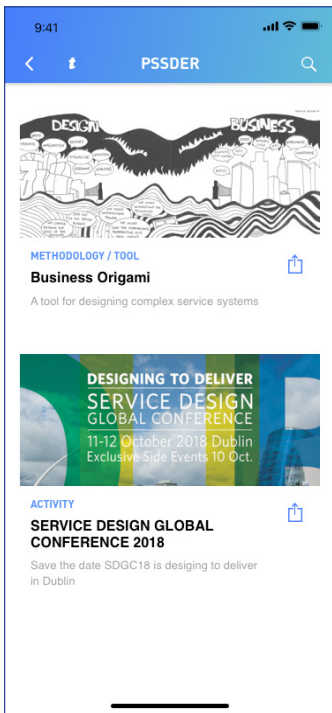 9:41
t PSSDER
DESIGN BUSINESS
METHODOLOGY / TOOL
Business Origami
A tool for designing complex service systems
DESIGNING TO DELIVER
SERVICE DESIGN
GLOBAL CONFERENCE
11-12 October 2018 Dublin
Exclusive Side Events 10 Oct.
ACTIVITY
SERVICE DESIGN GLOBAL
CONFERENCE 2018
Save the date SDGC18 is desiging to deliver
in Dublin